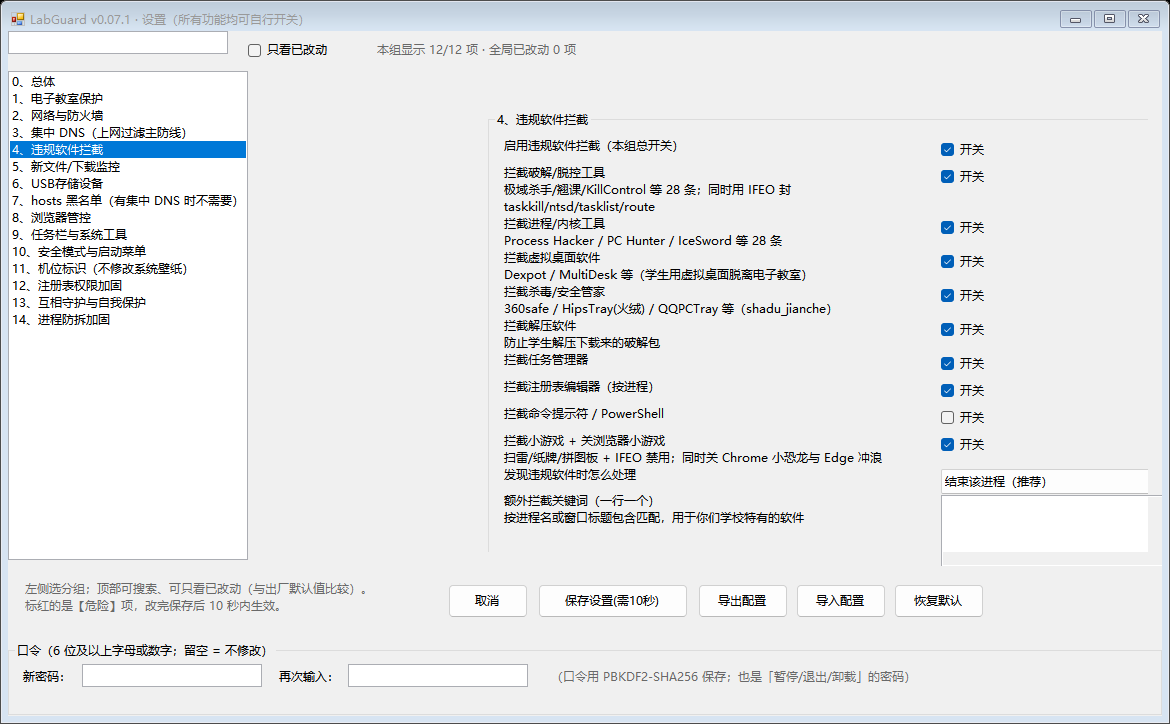 LabGuard v0.07.1 · 设置（所有功能均可自行开关）
只看已改动
本组显示 12/12 项 · 全局已改动 0 项
0、总体
1、电子教室保护
2、网络与防火墙
3、集中 DNS（上网过滤主防线）
4、违规软件拦截
5、新文件/下载监控
6、USB存储设备
7、hosts 黑名单（有集中 DNS 时不需要）
8、浏览器管控
9、任务栏与系统工具
10、安全模式与启动菜单
11、机位标识（不修改系统壁纸）
12、注册表权限加固
13、互相守护与自我保护
14、进程防拆加固
4、违规软件拦截
启用违规软件拦截（本组总开关）
开关
拦截破解/脱控工具
开关
极域杀手/翘课/KillControl 等 28 条；同时用 IFEO 封
taskkill/ntsd/tasklist/route
拦截进程/内核工具
开关
Process Hacker / PC Hunter / IceSword 等 28 条
拦截虚拟桌面软件
开关
Dexpot / MultiDesk 等（学生用虚拟桌面脱离电子教室）
拦截杀毒/安全管家
开关
360safe / HipsTray(火绒) / QQPCTray 等（shadu_jianche）
拦截解压软件
开关
防止学生解压下载来的破解包
拦截任务管理器
开关
拦截注册表编辑器（按进程）
开关
拦截命令提示符 / PowerShell
开关
拦截小游戏 + 关浏览器小游戏
开关
扫雷/纸牌/拼图板 + IFEO 禁用；同时关 Chrome 小恐龙与 Edge 冲浪
发现违规软件时怎么处理
结束该进程（推荐）
额外拦截关键词（一行一个）
按进程名或窗口标题包含匹配，用于你们学校特有的软件
左侧选分组；顶部可搜索、可只看已改动（与出厂默认值比较）。
标红的是【危险】项，改完保存后 10 秒内生效。
取消
保存设置(需10秒)
导出配置
导入配置
恢复默认
口令（6 位及以上字母或数字；留空 = 不修改）
新密码：
再次输入：
（口令用 PBKDF2-SHA256 保存；也是「暂停/退出/卸载」的密码）